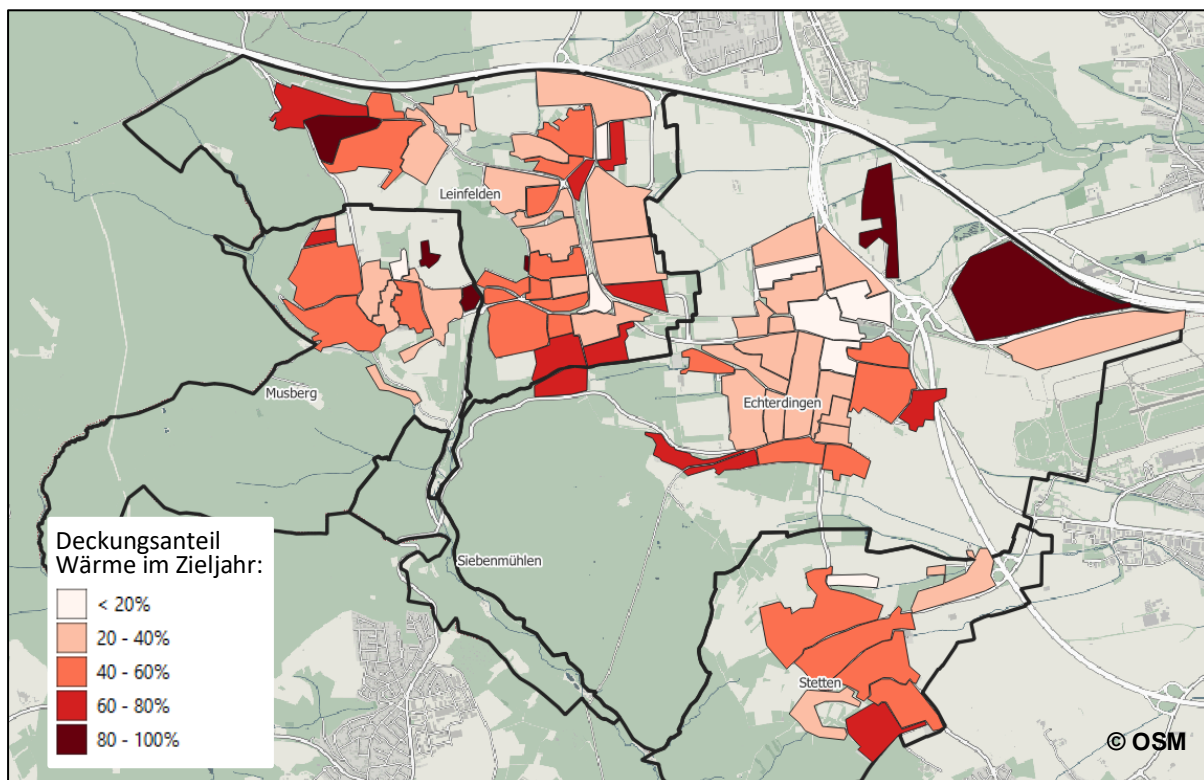 Leinfelden
Musberg
Echterdingen
Siebenmühlen
Stetten
Deckungsanteil
Wärme im Zieljahr:
< 20%
20 - 40%
40 - 60%
60 - 80%
80 - 100%
© OSM